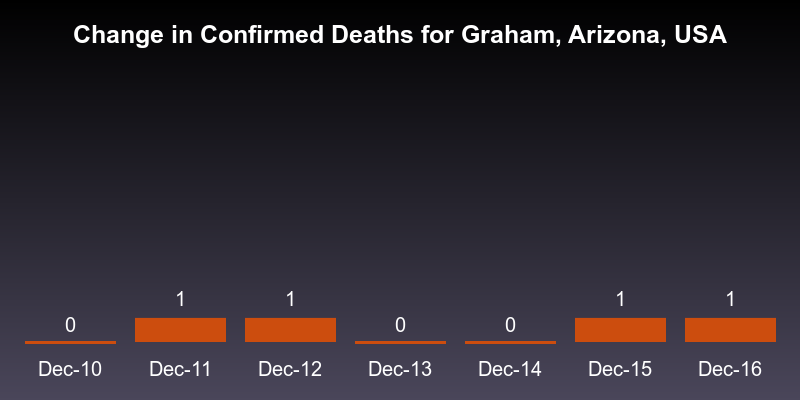 Change in Confirmed Deaths for Graham, Arizona, USA
0 1 1 0 0 1 1
Dec-10 Dec-11 Dec-12 Dec-13 Dec-14 Dec-15 Dec-16